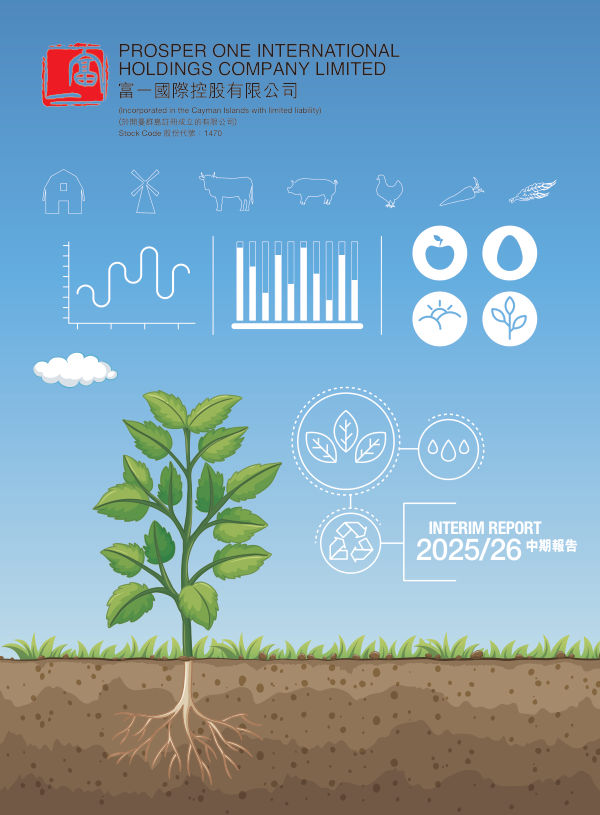 富
PROSPER ONE INTERNATIONAL
HOLDINGS COMPANY LIMITED
富一國際控股有限公司
(Incorporated in the Cayman Islands with limited liability)
(於開曼群島註冊成立的有限公司)
Stock Code 股份代號：1470
INTERIM REPORT
2025/26 中期報告